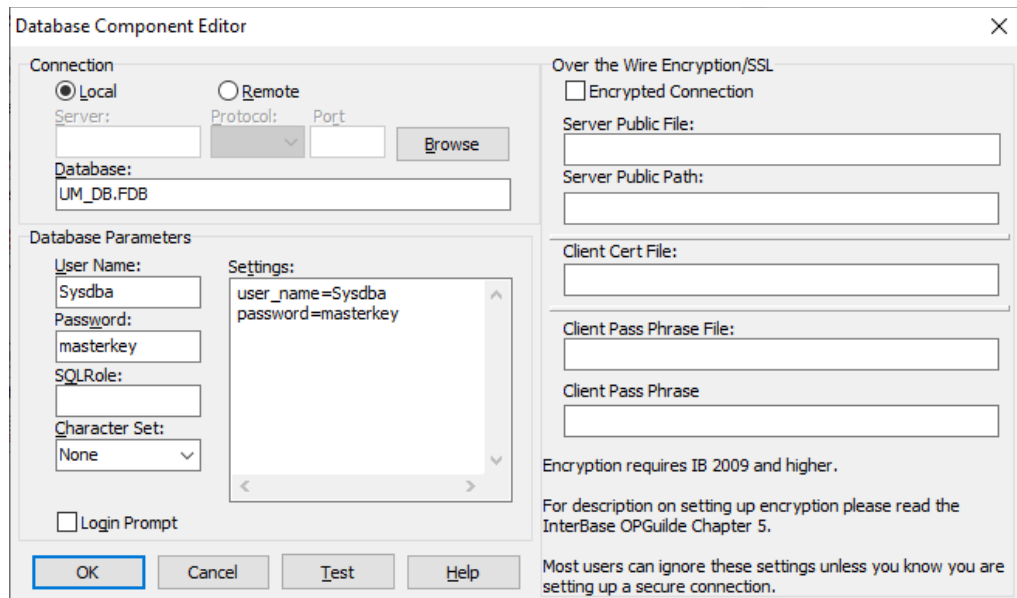 Database Component Editor
Connection
Local
Remote
Server:
Protocol:
Port
Browse
Database:
UM_DB.FDB
Database Parameters
User Name:
Sysdba
Password:
masterkey
SQLRole:
Character Set:
None
Login Prompt
Settings:
user_name=Sysdba
password=masterkey
OK
Cancel
Test
Help
Over the Wire Encryption/SSL
Encrypted Connection
Server Public File:
Server Public Path:
Client Cert File:
Client Pass Phrase File:
Client Pass Phrase
Encryption requires IB 2009 and higher.
For description on setting up encryption please read the
InterBase OPGuilde Chapter 5.
Most users can ignore these settings unless you know you are
setting up a secure connection.